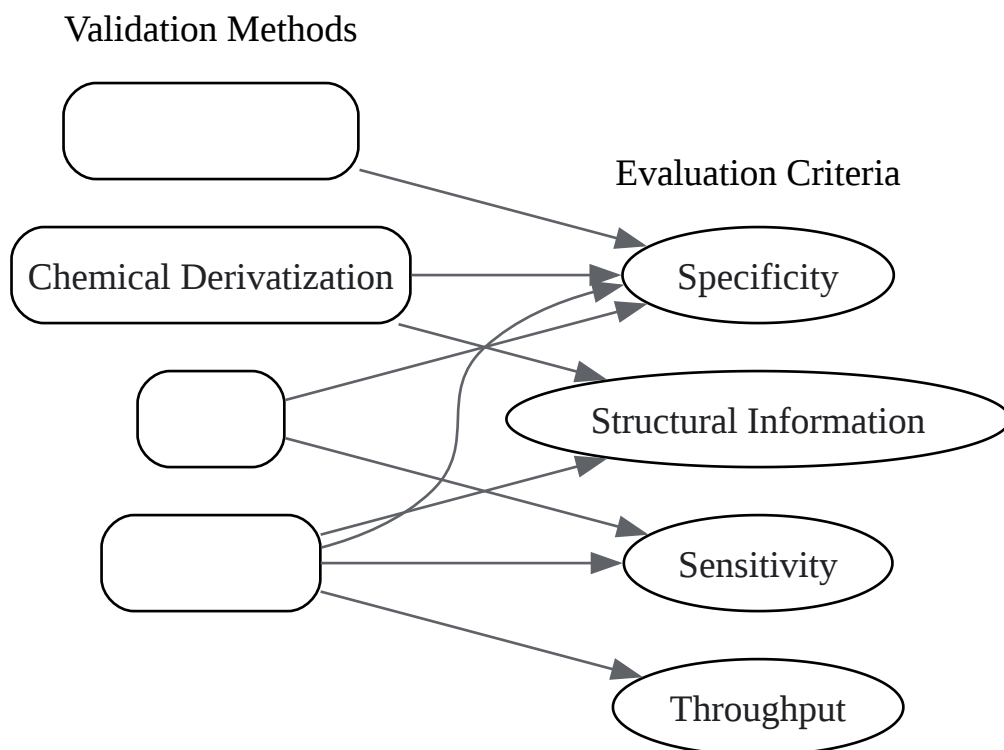 Validation Methods
Evaluation Criteria
Chemical Derivatization
Specificity
Structural Information
Sensitivity
Throughput